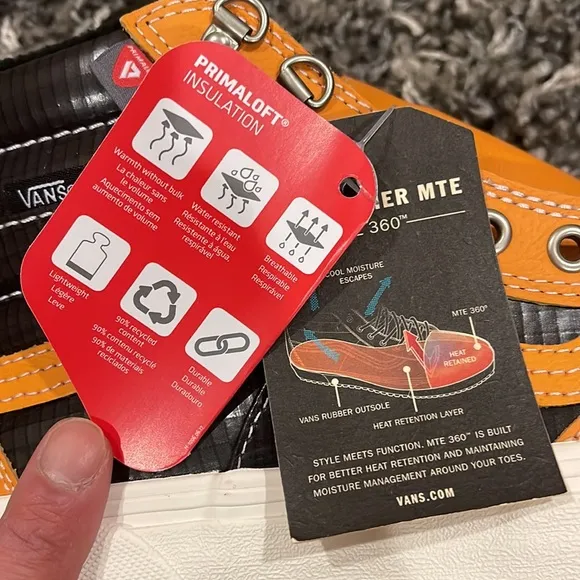 PRIMALOFT®
INSULATION
Warmth without bulk
La chaleur sans
le volume
Aquecimento sem
aumento de volume
Water resistant
Résistante à l'eau
Resistente à água
respirável
Breathable
Respirable
Respirável
Lightweight
Légère
Leve
90% recycled
content
90% contenu recyclé
90% de materiais
reciclados
Durable
Durable
Duradouro
VANS
MTE
360™
COOL MOISTURE
ESCAPES
MTE 360°
HEAT
RETAINED
VANS RUBBER OUTSOLE
HEAT RETENTION LAYER
STYLE MEETS FUNCTION. MTE 360™ IS BUILT
FOR BETTER HEAT RETENTION AND MAINTAINING
MOISTURE MANAGEMENT AROUND YOUR TOES.
VANS.COM